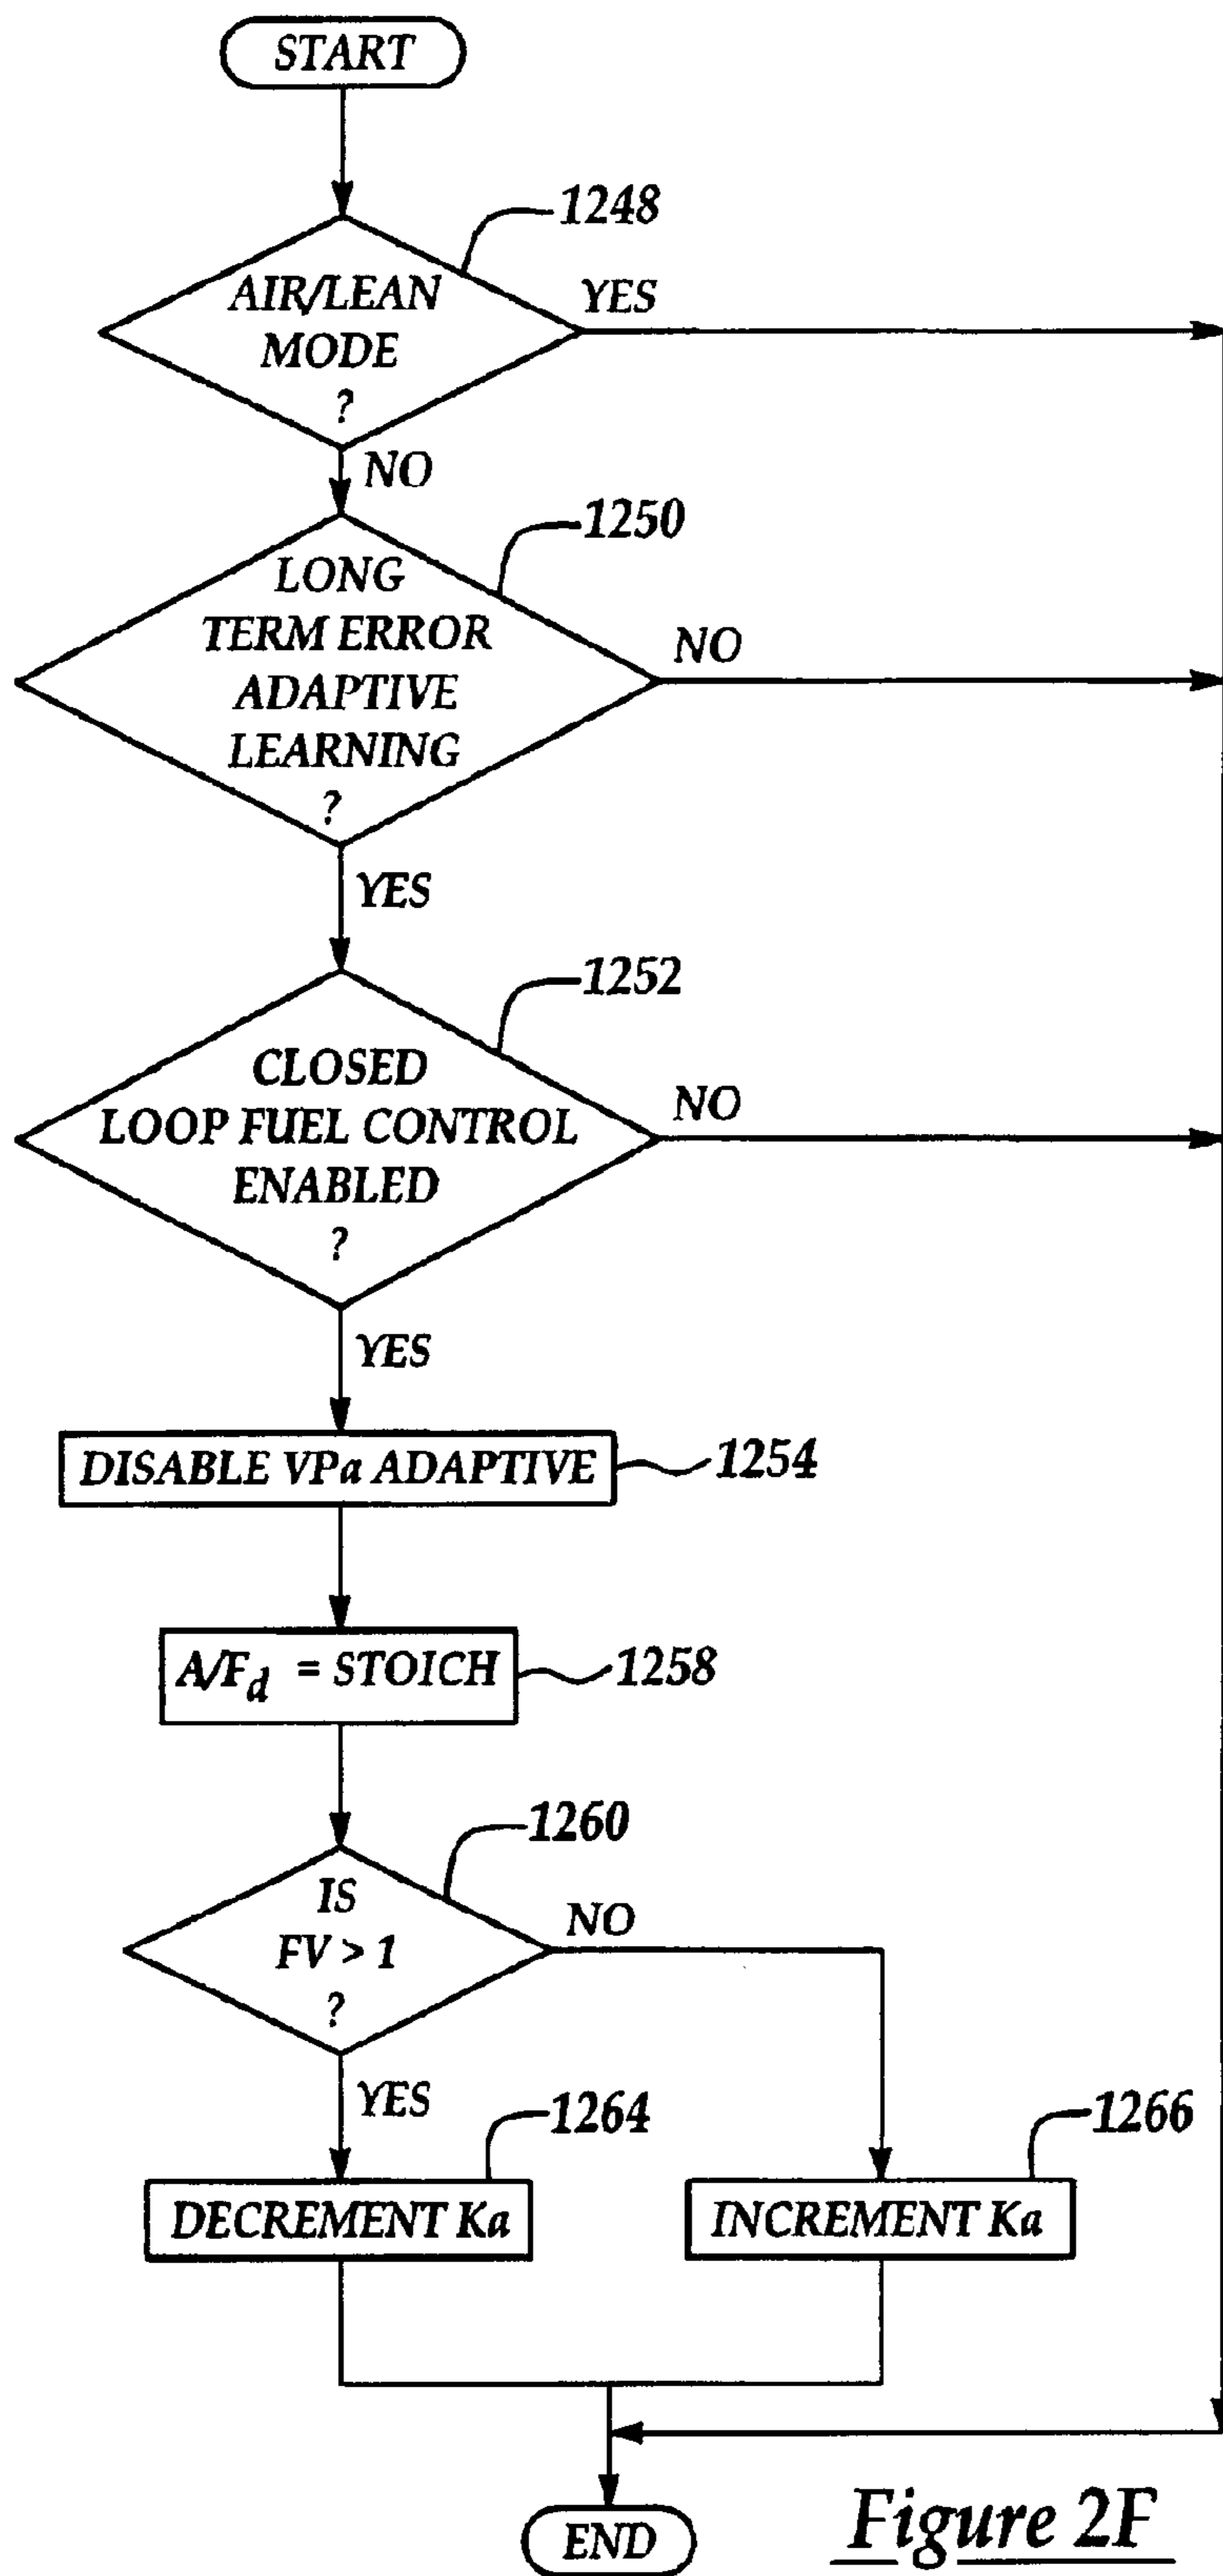 START
1248
AIR/LEAN
MODE
?
YES
NO
1250
LONG
TERM ERROR
ADAPTIVE
LEARNING
?
NO
YES
1252
CLOSED
LOOP FUEL CONTROL
ENABLED
?
NO
YES
DISABLE VPa ADAPTIVE
1254
A/Fd = STOICH
1258
1260
IS
FV > 1
?
NO
YES
1264
1266
DECREMENT Ka
INCREMENT Ka
END
Figure 2F